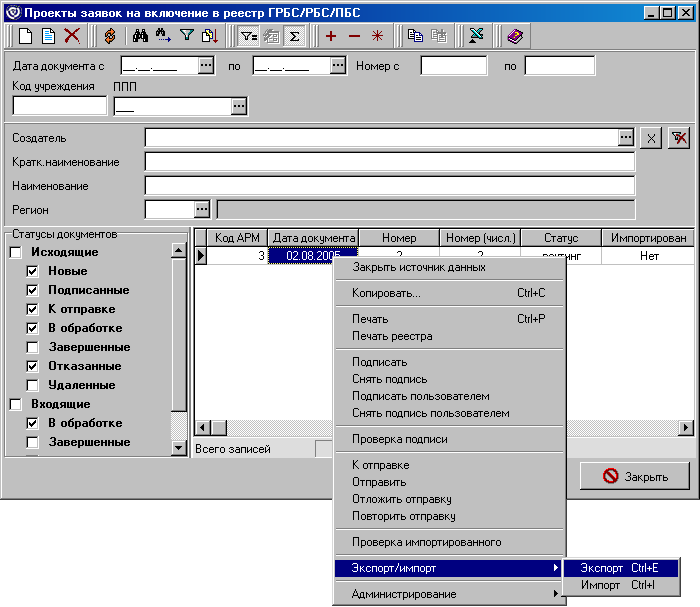 Проекты заявок на включение в реестр ГРБС/РБС/ПБС
Дата документа с __.__.____ ... по __.__.____ ... Номер с по
Код учреждения ППП
___ ...
Создатель ... X
Кратк.наименование
Наименование
Регион ...
Статусы документов
Исходящие
Новые
Подписанные
К отправке
В обработке
Завершенные
Отказанные
Удаленные
Входящие
В обработке
Завершенные
Код АРМ Дата документа Номер Номер (числ.) Статус Импортирован
3 02.08.2005 Нет
Всего записей
Закрыть источник данных
Копировать... Ctrl+C
Печать Ctrl+P
Печать реестра
Подписать
Снять подпись
Подписать пользователем
Снять подпись пользователем
Проверка подписи
К отправке
Отправить
Отложить отправку
Повторить отправку
Проверка импортированного
Экспорт/импорт
Администрирование
Экспорт Ctrl+E
Импорт Ctrl+I
Закрыть